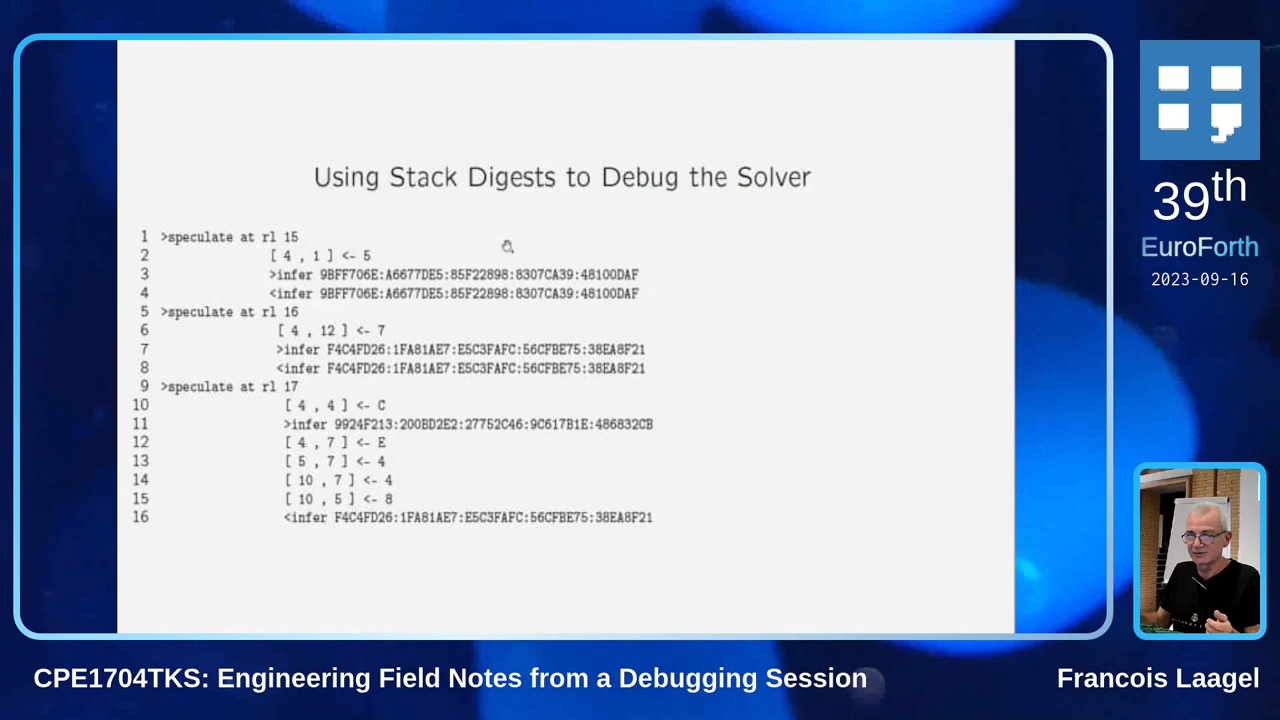 Using Stack Digests to Debug the Solver
1 >speculate at rl 15
2 [ 4 , 1 ] <- 5
3 >infer 9BFF706E:A6677DE5:85F22898:8307CA39:48100DAF
4 <infer 9BFF706E:A6677DE5:85F22898:8307CA39:48100DAF
5 >speculate at rl 16
6 [ 4 , 12 ] <- 7
7 >infer F4C4FD26:1FA81AE7:E5C3FAFC:56CFBE75:38EA8F21
8 <infer F4C4FD26:1FA81AE7:E5C3FAFC:56CFBE75:38EA8F21
9 >speculate at rl 17
10 [ 4 , 4 ] <- C
11 >infer 9924F213:200BD2E2:27752C46:9C617B1E:486832CB
12 [ 4 , 7 ] <- E
13 [ 5 , 7 ] <- 4
14 [ 10 , 7 ] <- 4
15 [ 10 , 5 ] <- 8
16 <infer F4C4FD26:1FA81AE7:E5C3FAFC:56CFBE75:38EA8F21
39th
EuroForth
2023-09-16
CPE1704TKS: Engineering Field Notes from a Debugging Session
Francois Laagel